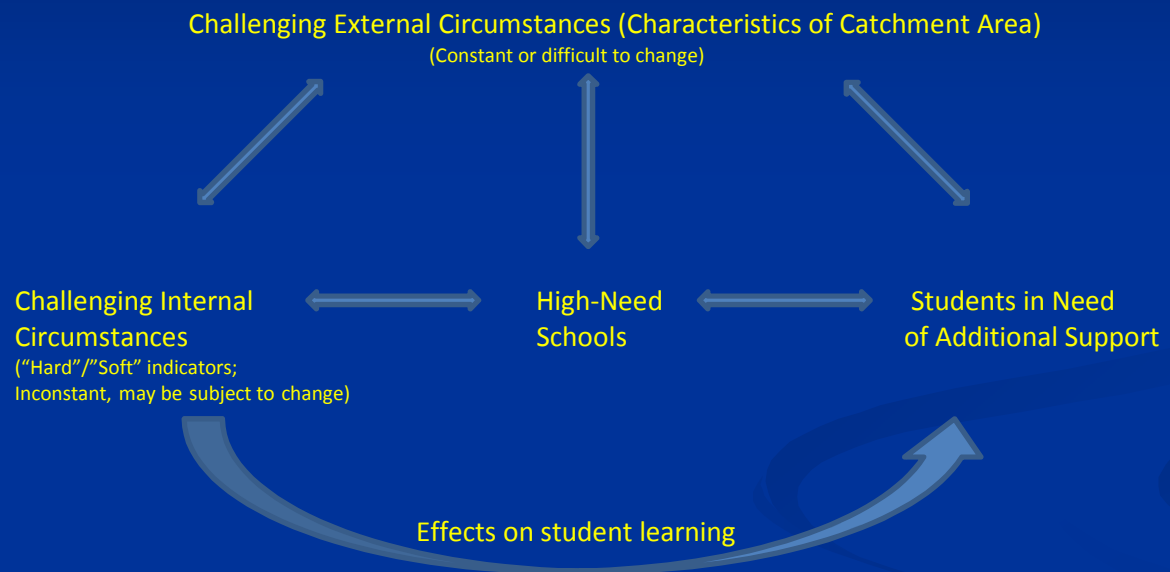 Challenging External Circumstances (Characteristics of Catchment Area)
(Constant or difficult to change)
Challenging Internal
Circumstances
(“Hard”/”Soft” indicators;
Inconstant, may be subject to change)
High-Need
Schools
Students in Need
of Additional Support
Effects on student learning